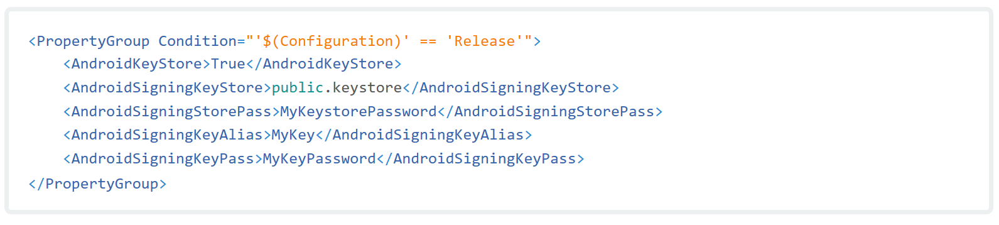 <PropertyGroup Condition="'$(Configuration)' == 'Release'">
    <AndroidKeyStore>True</AndroidKeyStore>
    <AndroidSigningKeyStore>public.keystore</AndroidSigningKeyStore>
    <AndroidSigningStorePass>MyKeystorePassword</AndroidSigningStorePass>
    <AndroidSigningKeyAlias>MyKey</AndroidSigningKeyAlias>
    <AndroidSigningKeyPass>MyKeyPassword</AndroidSigningKeyPass>
</PropertyGroup>